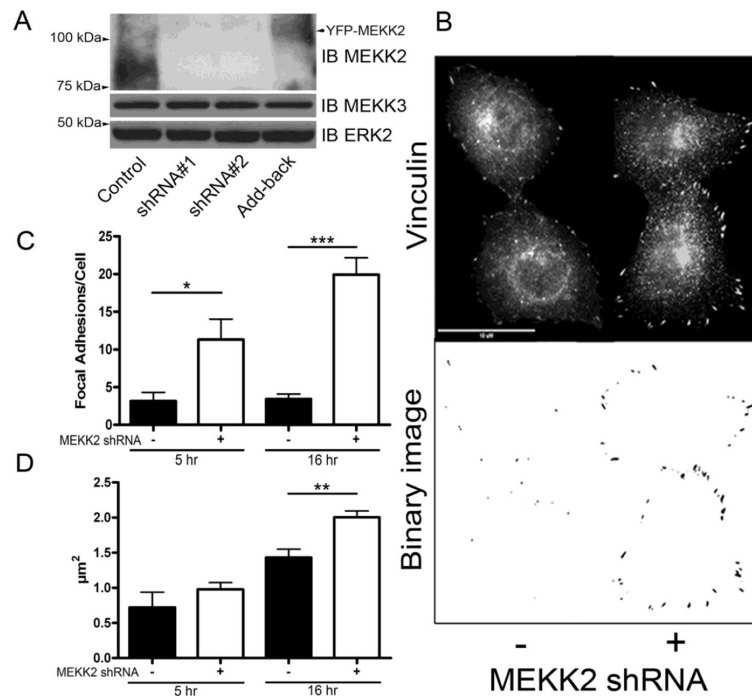 A
100 kDa
YFP-MEKK2
IB MEKK2
75 kDa
IB MEKK3
50 kDa
IB ERK2
Control
shRNA#1
shRNA#2
Add-back
B
Vinculin
10 µM
Binary image
- +
MEKK2 shRNA
C
Focal Adhesions/Cell
25
20
15
10
5
0
*
***
MEKK2 shRNA - + - +
5 hr 16 hr
D
µm2
2.5
2.0
1.5
1.0
0.5
0.0
**
MEKK2 shRNA - + - +
5 hr 16 hr